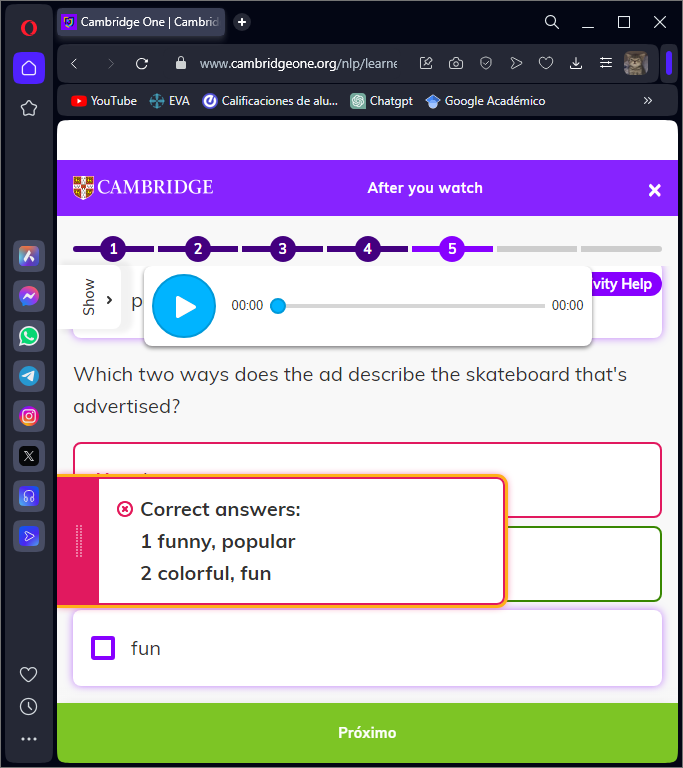 Cambridge One | Cambrid
www.cambridgeone.org/nlp/learne
YouTube
EVA
Calificaciones de alu...
Chatgpt
Google Académico
»
CAMBRIDGE
After you watch
1
2
3
4
5
Show
p
00:00
00:00
vity Help
Which two ways does the ad describe the skateboard that's
advertised?
Correct answers:
1 funny, popular
2 colorful, fun
fun
Próximo